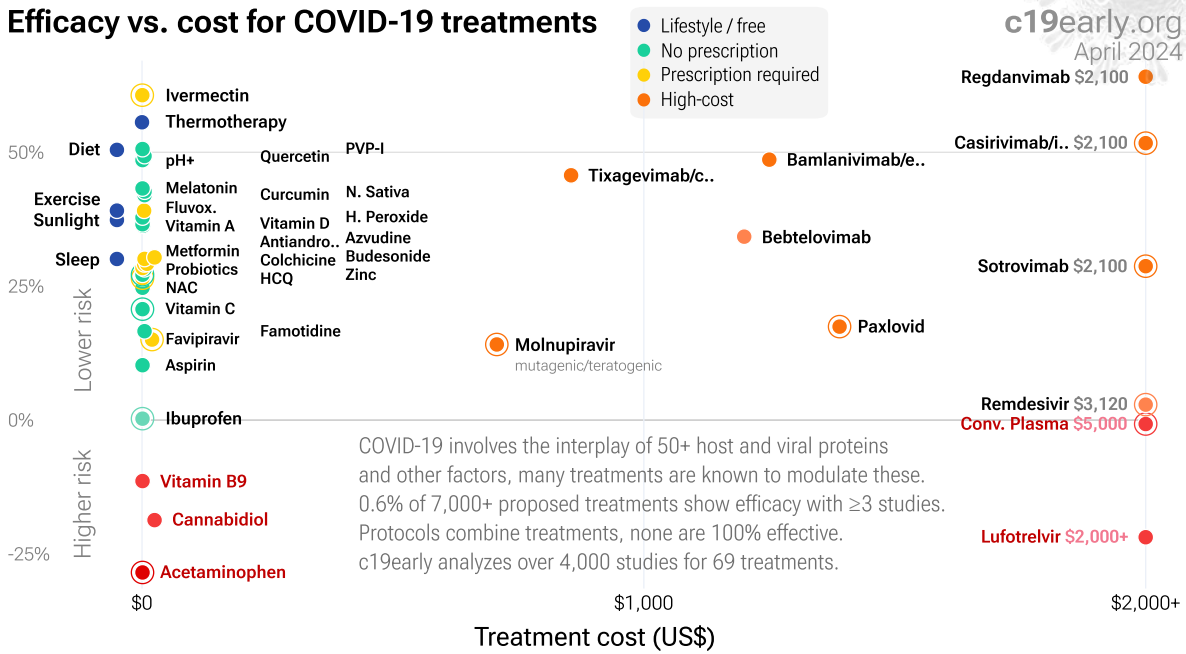 Efficacy vs. cost for COVID-19 treatments
Lifestyle / free
No prescription
Prescription required
High-cost
c19early.org
April 2024
Regdanvimab $2,100
Ivermectin
Thermotherapy
Casirivimab/i.. $2,100
50%
Diet
pH+
Quercetin
PVP-I
Bamlanivimab/e..
Tixagevimab/c..
Melatonin
Curcumin
N. Sativa
Exercise
Fluvox.
Sunlight
Vitamin A
Vitamin D
H. Peroxide
Antiandro..
Azvudine
Bebtelovimab
Sleep
Metformin
Colchicine
Budesonide
Probiotics
HCQ
Zinc
Sotrovimab $2,100
25%
NAC
Vitamin C
Lower risk
Favipiravir
Famotidine
Paxlovid
Molnupiravir
mutagenic/teratogenic
Aspirin
Remdesivir $3,120
0%
Ibuprofen
Conv. Plasma $5,000
COVID-19 involves the interplay of 50+ host and viral proteins
and other factors, many treatments are known to modulate these.
0.6% of 7,000+ proposed treatments show efficacy with ≥3 studies.
Protocols combine treatments, none are 100% effective.
c19early analyzes over 4,000 studies for 69 treatments.
Higher risk
Vitamin B9
Cannabidiol
Lufotrelvir $2,000+
-25%
Acetaminophen
$0
$1,000
$2,000+
Treatment cost (US$)